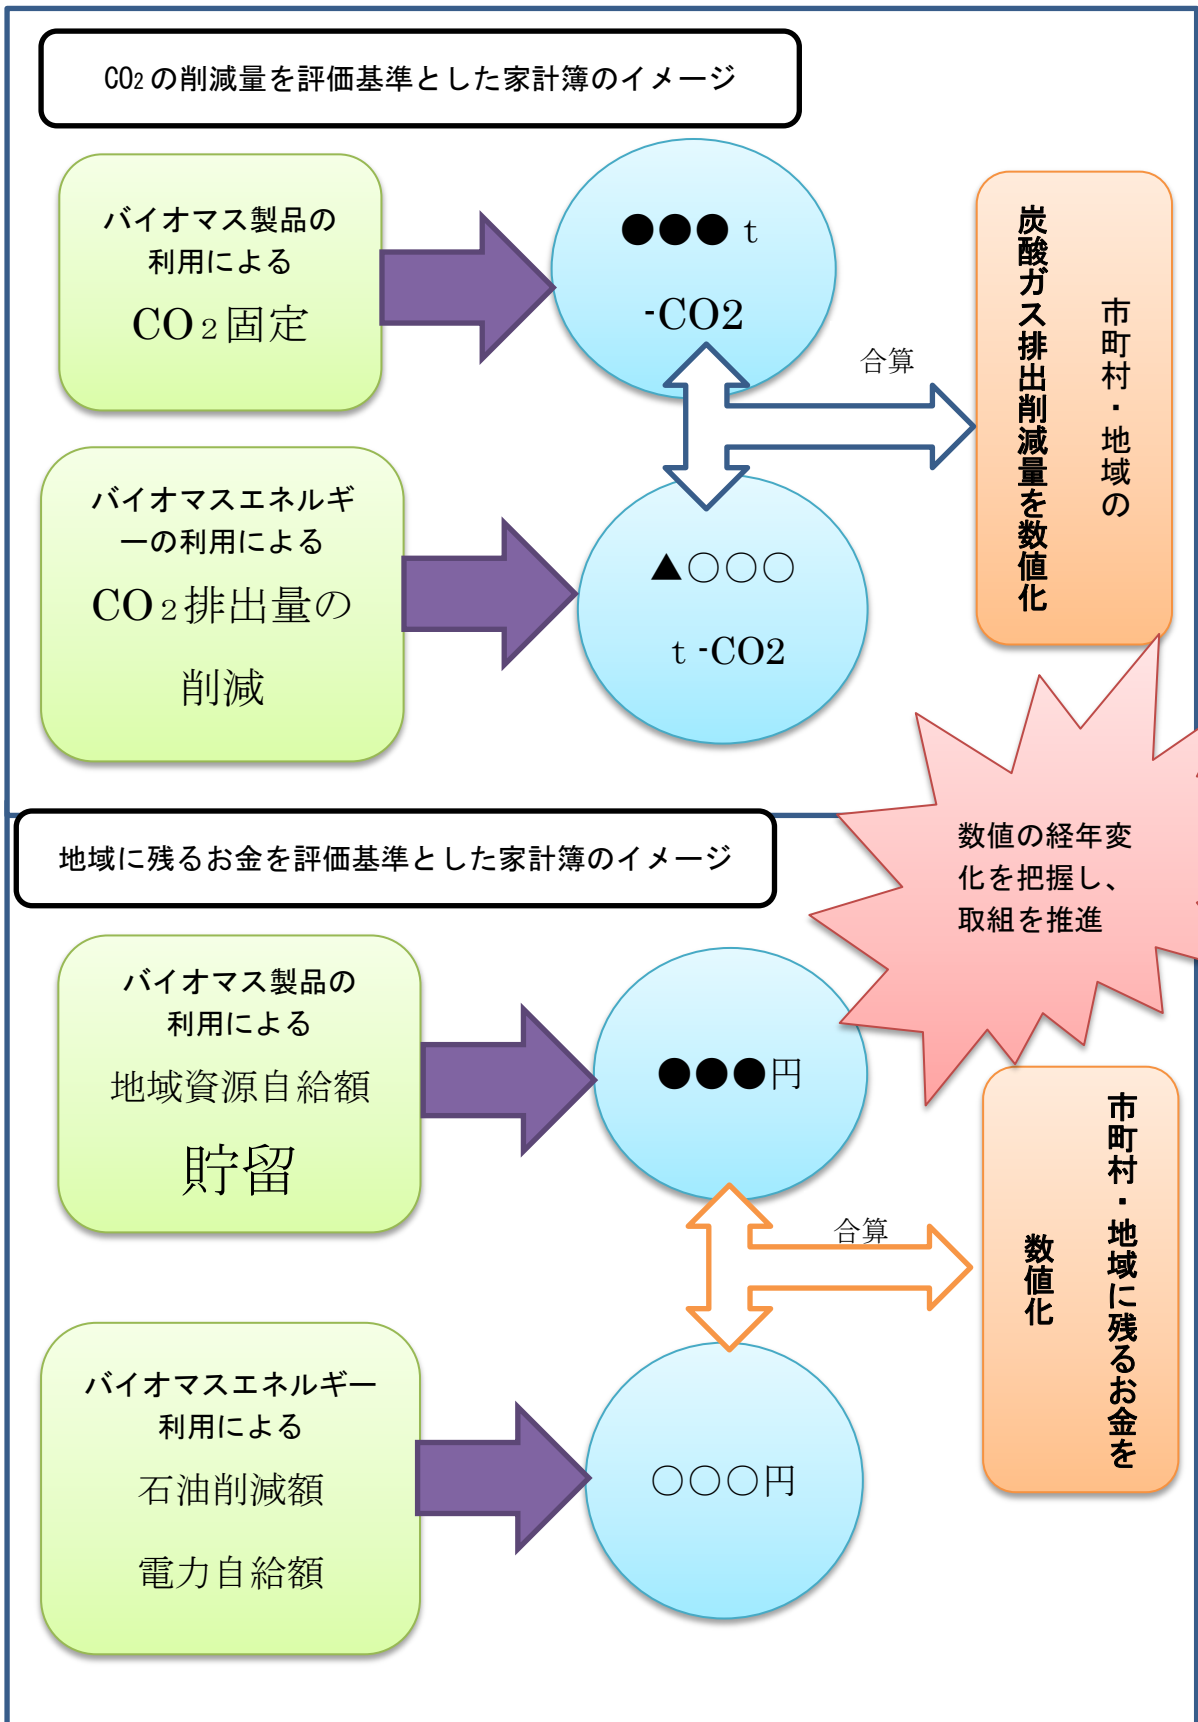 CO2の削減量を評価基準とした家計簿のイメージ
バイオマス製品の
利用による
CO２固定
●●● t
-CO2
合算
市町村・地域の
炭酸ガス排出削減量を数値化
バイオマスエネルギ
ーの利用による
CO２排出量の
削減
▲○○○
t -CO2
数値の経年変
化を把握し、
取組を推進
地域に残るお金を評価基準とした家計簿のイメージ
バイオマス製品の
利用による
地域資源自給額
貯留
●●●円
合算
市町村・地域に残るお金を
数値化
バイオマスエネルギー
利用による
石油削減額
電力自給額
○○○円